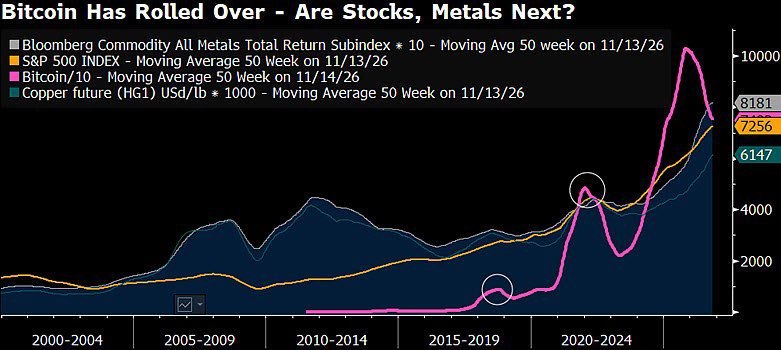 Bitcoin Has Rolled Over - Are Stocks, Metals Next?
Bloomberg Commodity All Metals Total Return Subindex * 10 - Moving Avg 50 week on 11/13/26
S&P 500 INDEX - Moving Average 50 Week on 11/13/26
Bitcoin/10 - Moving Average 50 Week on 11/14/26
Copper future (HG1) USd/lb * 1000 - Moving Average 50 Week on 11/13/26
10000
8181
7256
6147
4000
2000
2000-2004 2005-2009 2010-2014 2015-2019 2020-2024